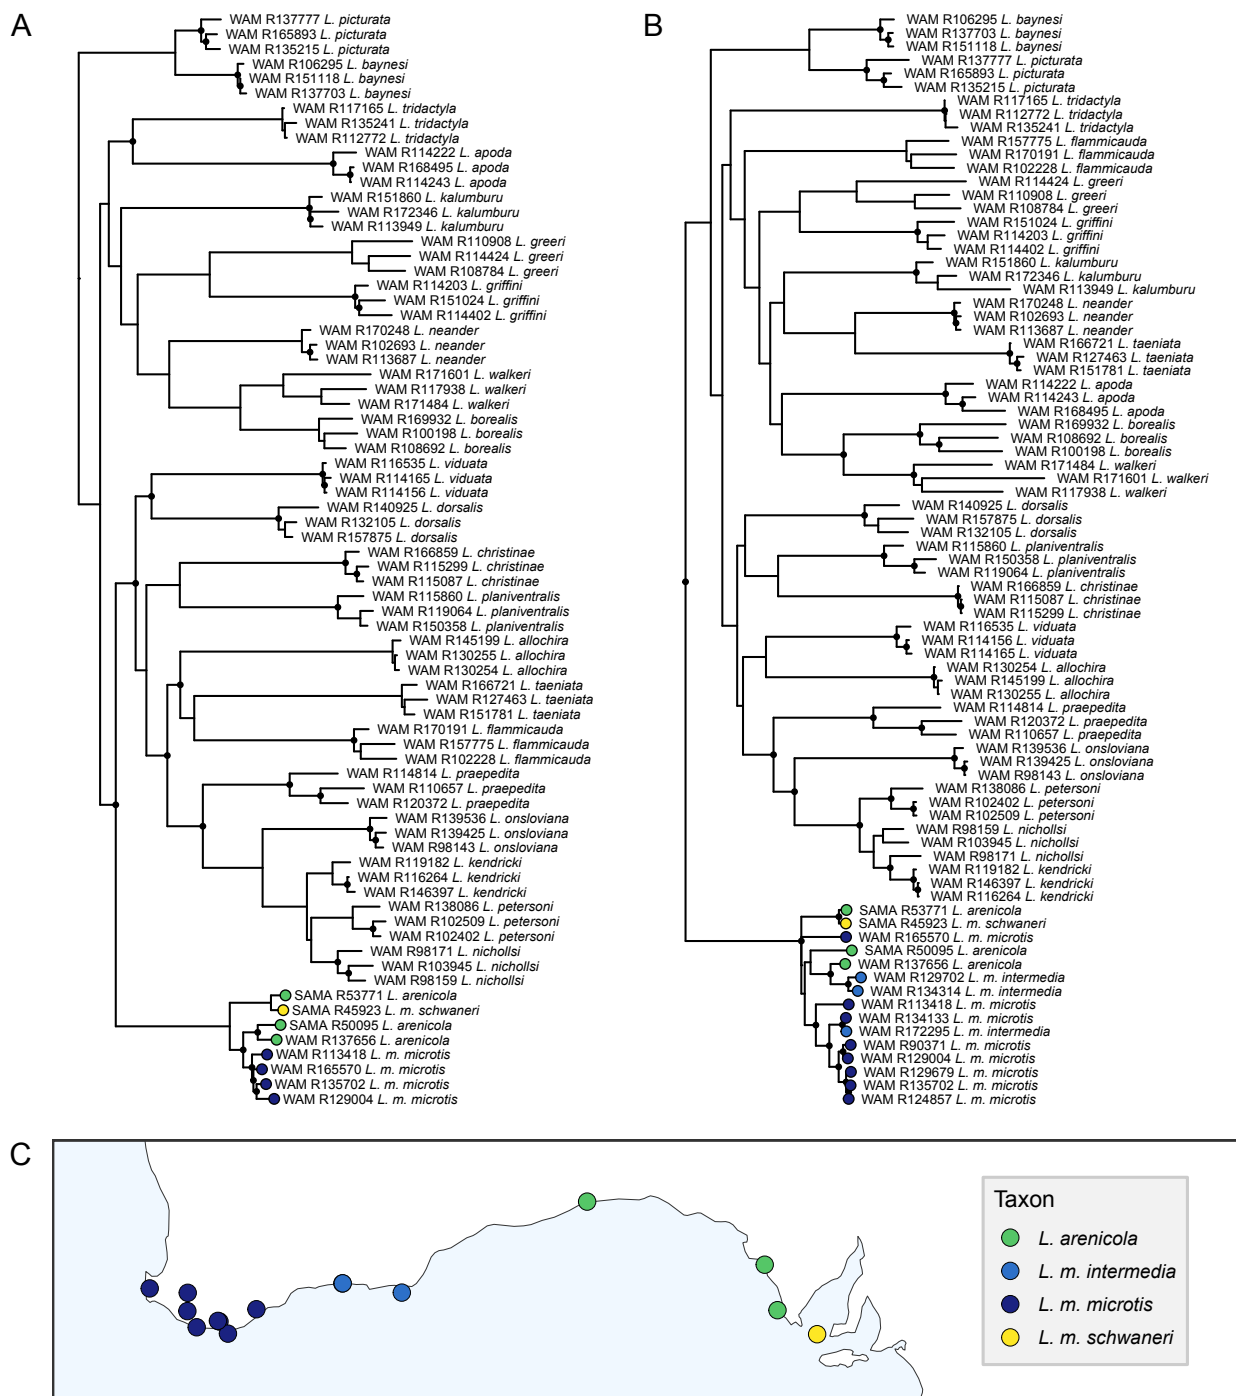 A
WAM R137777 L. picturata
WAM R165893 L. picturata
WAM R135215 L. picturata
WAM R106295 L. baynesi
WAM R151118 L. baynesi
WAM R137703 L. baynesi
WAM R117165 L. tridactyla
WAM R135241 L. tridactyla
WAM R112772 L. tridactyla
WAM R114222 L. apoda
WAM R168495 L. apoda
WAM R114243 L. apoda
WAM R151860 L. kalumburu
WAM R172346 L. kalumburu
WAM R113949 L. kalumburu
WAM R110908 L. greeri
WAM R114424 L. greeri
WAM R108784 L. greeri
WAM R114203 L. griffini
WAM R151024 L. griffini
WAM R114402 L. griffini
WAM R170248 L. neander
WAM R102693 L. neander
WAM R113687 L. neander
WAM R171601 L. walkeri
WAM R117938 L. walkeri
WAM R171484 L. walkeri
WAM R169932 L. borealis
WAM R100198 L. borealis
WAM R108692 L. borealis
WAM R116535 L. viduata
WAM R114165 L. viduata
WAM R114156 L. viduata
WAM R140925 L. dorsalis
WAM R132105 L. dorsalis
WAM R157875 L. dorsalis
WAM R166859 L. christinae
WAM R115299 L. christinae
WAM R115087 L. christinae
WAM R115860 L. planiventralis
WAM R119064 L. planiventralis
WAM R150358 L. planiventralis
WAM R145199 L. allochira
WAM R130255 L. allochira
WAM R130254 L. allochira
WAM R166721 L. taeniata
WAM R127463 L. taeniata
WAM R151781 L. taeniata
WAM R170191 L. flammicauda
WAM R157775 L. flammicauda
WAM R102228 L. flammicauda
WAM R114814 L. praepedita
WAM R110657 L. praepedita
WAM R120372 L. praepedita
WAM R139536 L. onsloviana
WAM R139425 L. onsloviana
WAM R98143 L. onsloviana
WAM R119182 L. kendricki
WAM R116264 L. kendricki
WAM R146397 L. kendricki
WAM R138086 L. petersoni
WAM R102509 L. petersoni
WAM R102402 L. petersoni
WAM R98171 L. nichollsi
WAM R103945 L. nichollsi
WAM R98159 L. nichollsi
SAMA R53771 L. arenicola
SAMA R45923 L. m. schwaneri
SAMA R50095 L. arenicola
WAM R137656 L. arenicola
WAM R113418 L. m. microtis
WAM R165570 L. m. microtis
WAM R135702 L. m. microtis
WAM R129004 L. m. microtis
B
WAM R106295 L. baynesi
WAM R137703 L. baynesi
WAM R151118 L. baynesi
WAM R137777 L. picturata
WAM R165893 L. picturata
WAM R135215 L. picturata
WAM R117165 L. tridactyla
WAM R112772 L. tridactyla
WAM R135241 L. tridactyla
WAM R157775 L. flammicauda
WAM R170191 L. flammicauda
WAM R102228 L. flammicauda
WAM R114424 L. greeri
WAM R110908 L. greeri
WAM R108784 L. greeri
WAM R151024 L. griffini
WAM R114203 L. griffini
WAM R114402 L. griffini
WAM R151860 L. kalumburu
WAM R172346 L. kalumburu
WAM R113949 L. kalumburu
WAM R170248 L. neander
WAM R102693 L. neander
WAM R113687 L. neander
WAM R166721 L. taeniata
WAM R127463 L. taeniata
WAM R151781 L. taeniata
WAM R114222 L. apoda
WAM R114243 L. apoda
WAM R168495 L. apoda
WAM R169932 L. borealis
WAM R108692 L. borealis
WAM R100198 L. borealis
WAM R171484 L. walkeri
WAM R171601 L. walkeri
WAM R117938 L. walkeri
WAM R140925 L. dorsalis
WAM R157875 L. dorsalis
WAM R132105 L. dorsalis
WAM R115860 L. planiventralis
WAM R150358 L. planiventralis
WAM R119064 L. planiventralis
WAM R166859 L. christinae
WAM R115087 L. christinae
WAM R115299 L. christinae
WAM R116535 L. viduata
WAM R114156 L. viduata
WAM R114165 L. viduata
WAM R130254 L. allochira
WAM R145199 L. allochira
WAM R130255 L. allochira
WAM R114814 L. praepedita
WAM R120372 L. praepedita
WAM R110657 L. praepedita
WAM R139536 L. onsloviana
WAM R139425 L. onsloviana
WAM R98143 L. onsloviana
WAM R138086 L. petersoni
WAM R102402 L. petersoni
WAM R102509 L. petersoni
WAM R98159 L. nichollsi
WAM R103945 L. nichollsi
WAM R98171 L. nichollsi
WAM R119182 L. kendricki
WAM R146397 L. kendricki
WAM R116264 L. kendricki
SAMA R53771 L. arenicola
SAMA R45923 L. m. schwaneri
WAM R165570 L. m. microtis
SAMA R50095 L. arenicola
WAM R137656 L. arenicola
WAM R129702 L. m. intermedia
WAM R134314 L. m. intermedia
WAM R113418 L. m. microtis
WAM R134133 L. m. microtis
WAM R172295 L. m. intermedia
WAM R90371 L. m. microtis
WAM R129004 L. m. microtis
WAM R129679 L. m. microtis
WAM R135702 L. m. microtis
WAM R124857 L. m. microtis
C
Taxon
L. arenicola
L. m. intermedia
L. m. microtis
L. m. schwaneri